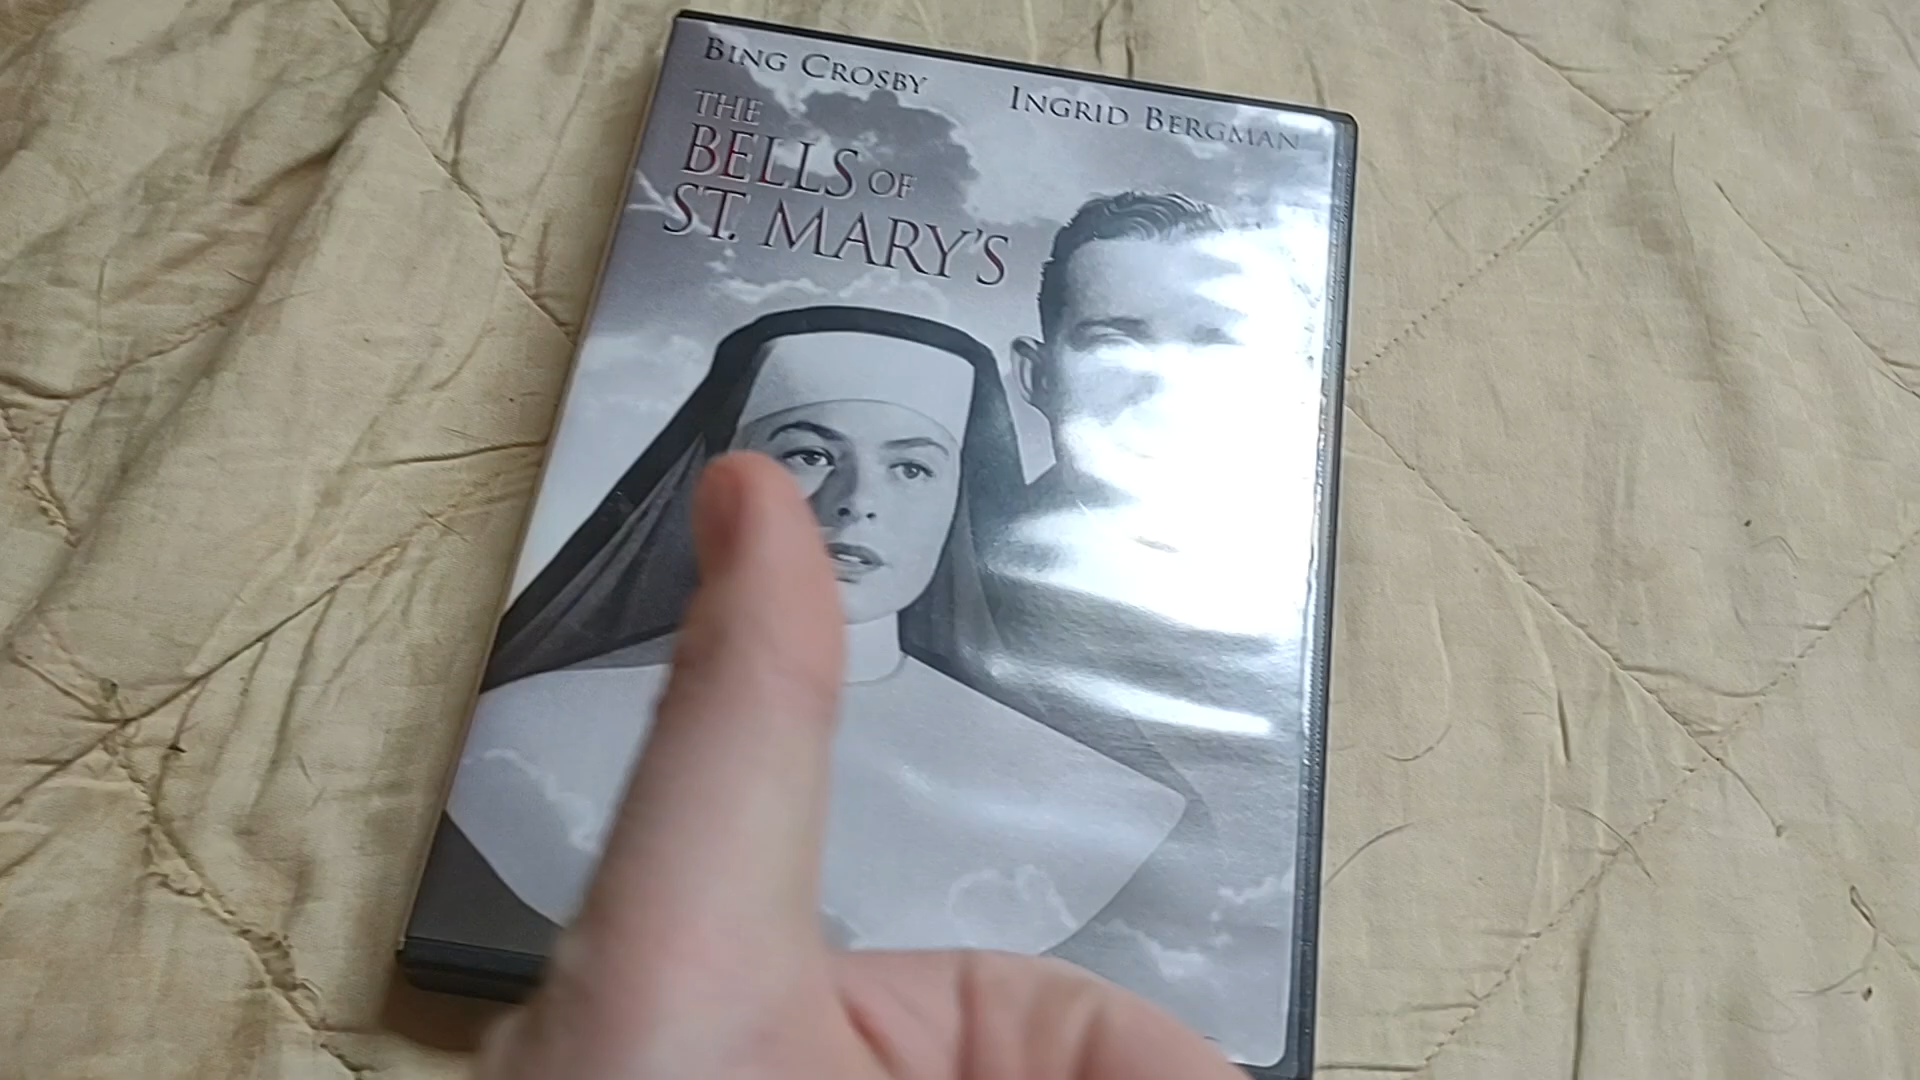 BING CROSBY
INGRID BERGMAN
THE
BELLS OF
ST. MARY'S